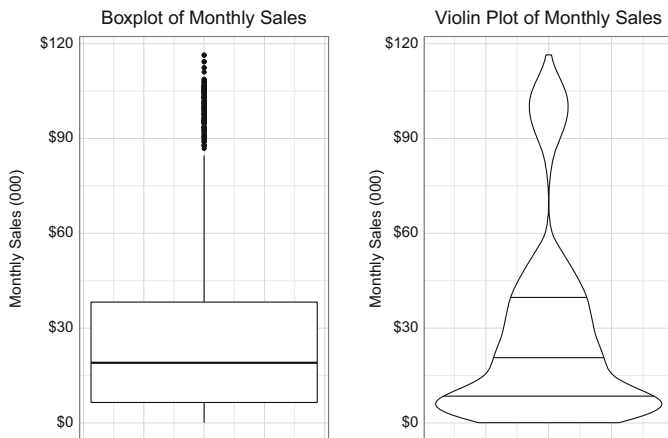 Boxplot of Monthly Sales
Violin Plot of Monthly Sales
$120
$90
$60
$30
$0
Monthly Sales (000)
$120
$90
$60
$30
$0
Monthly Sales (000)